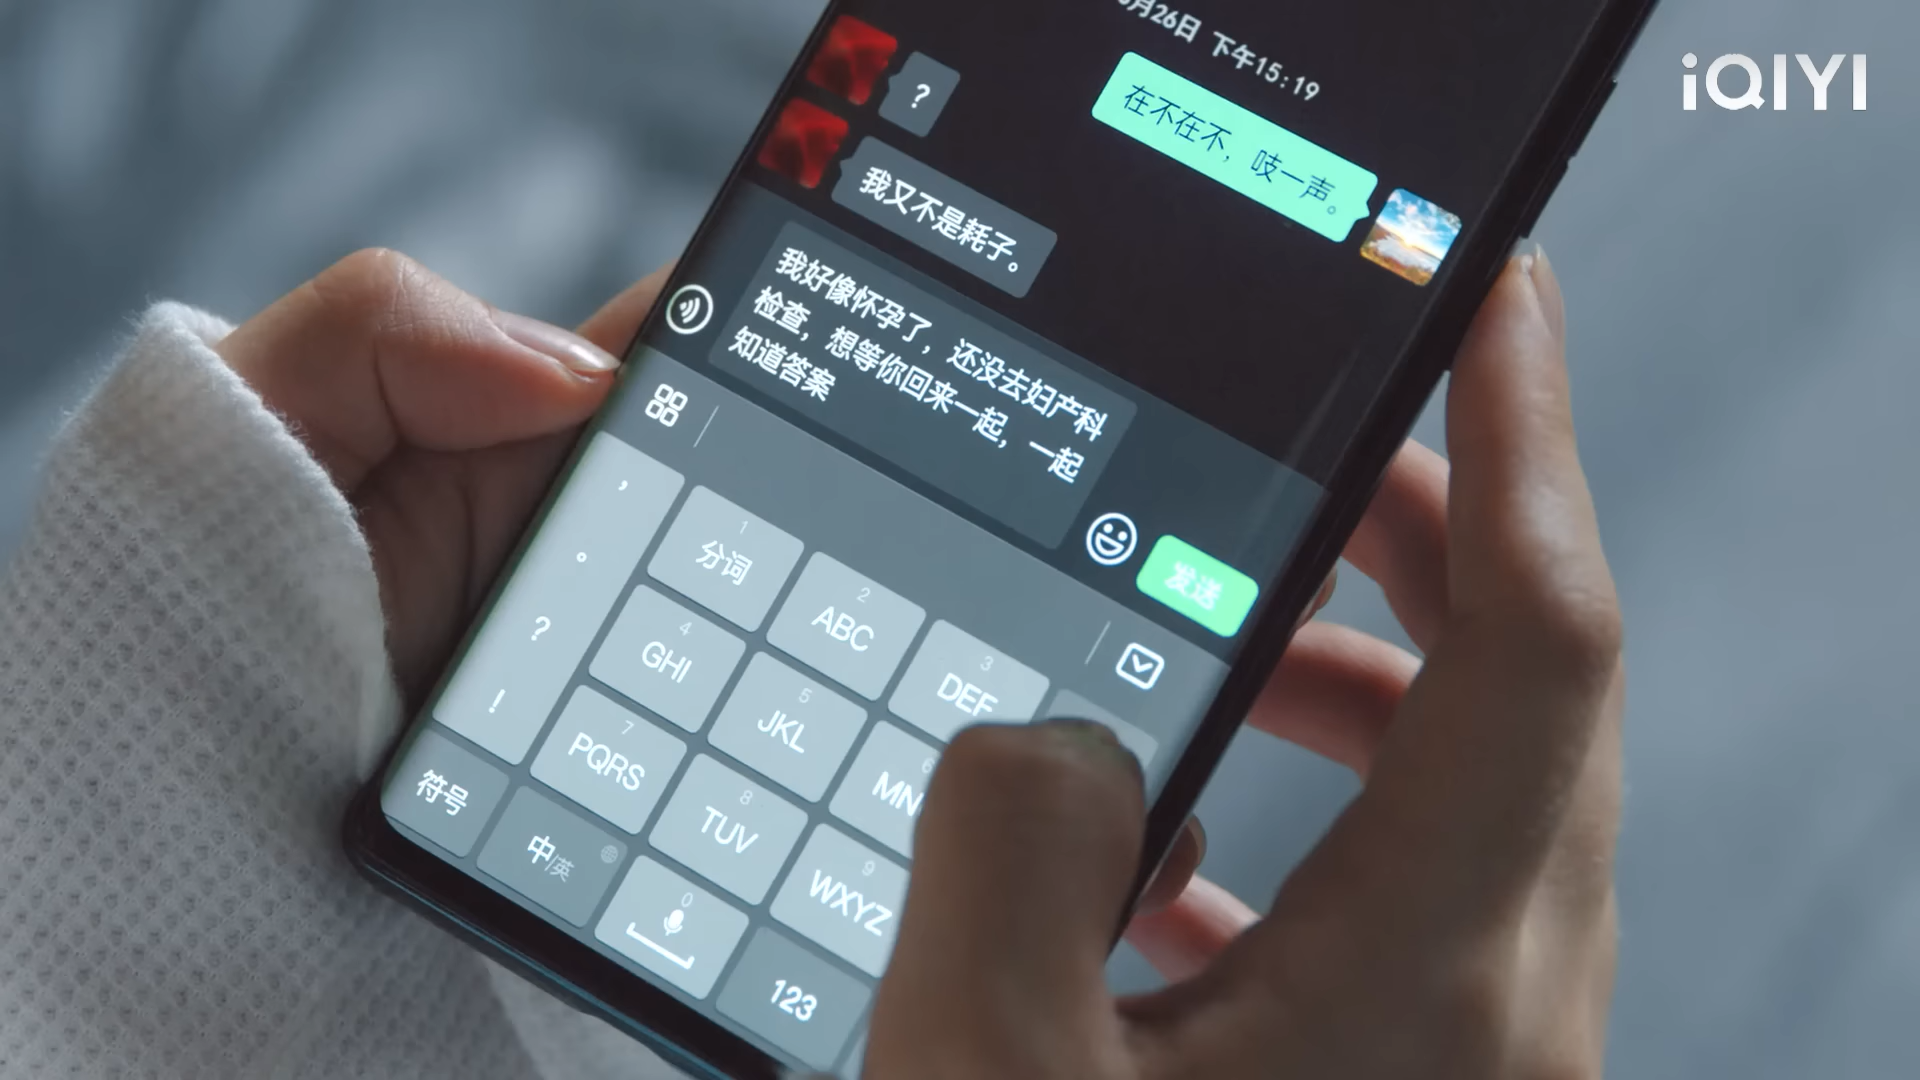 月26日 下午15:19
iQIYI
在不在不，吱一声。
?
我又不是耗子。
我好像怀孕了，还没去妇产科
检查，想等你回来一起，一起
知道答案
发送
，
。
?
!
1
分词
2
ABC
3
DEF
4
GHI
5
JKL
6
MN
7
PQRS
8
TUV
9
WXYZ
符号
中/英
0
123